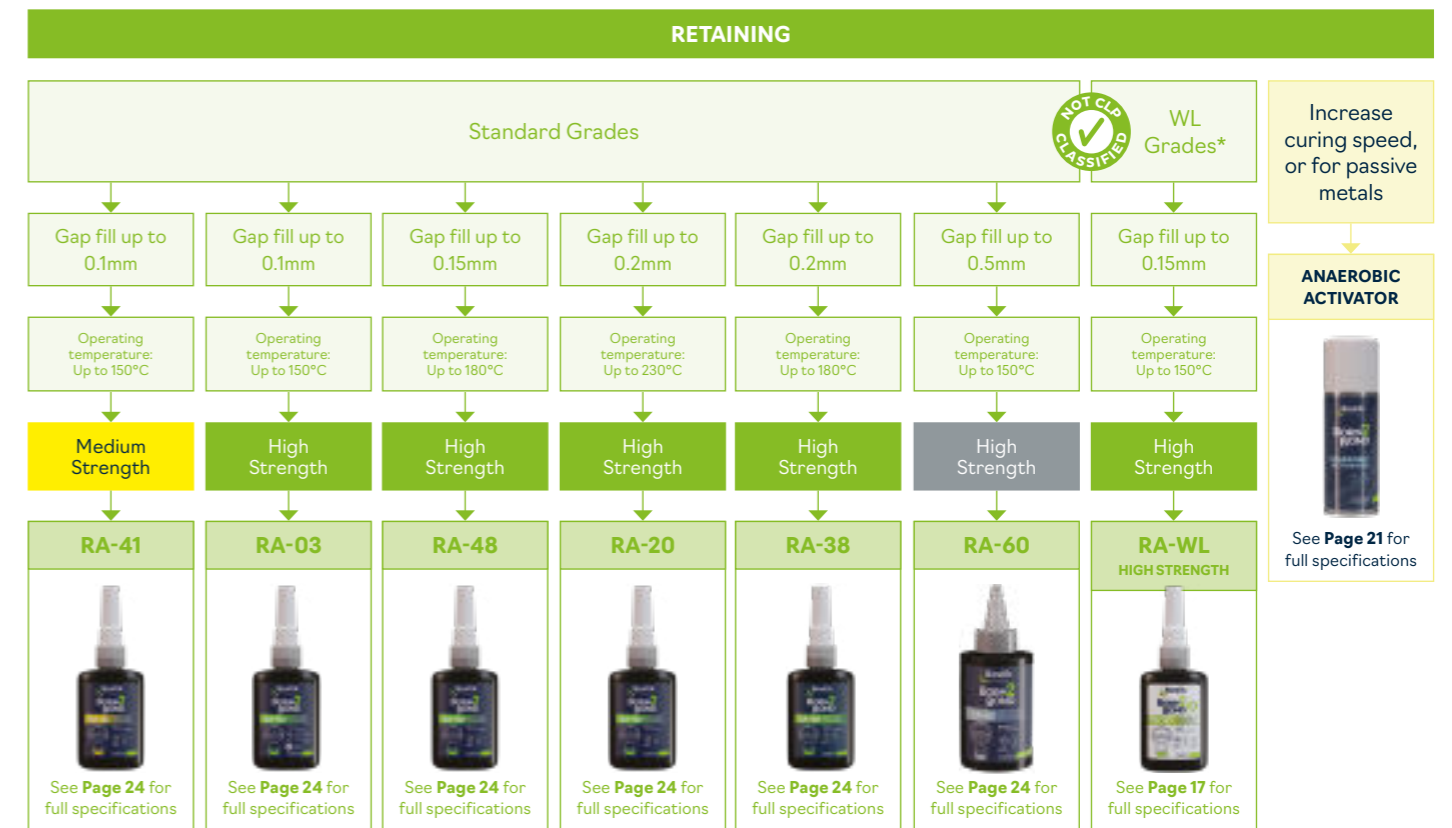 RETAINING
Standard Grades
NOT CLP
CLASSIFIED
WL
Grades*
Increase
curing speed,
or for passive
metals
Gap fill up to
0.1mm
Gap fill up to
0.1mm
Gap fill up to
0.15mm
Gap fill up to
0.2mm
Gap fill up to
0.2mm
Gap fill up to
0.5mm
Gap fill up to
0.15mm
ANAEROBIC
ACTIVATOR
Operating
temperature:
Up to 150°C
Operating
temperature:
Up to 150°C
Operating
temperature:
Up to 180°C
Operating
temperature:
Up to 230°C
Operating
temperature:
Up to 180°C
Operating
temperature:
Up to 150°C
Operating
temperature:
Up to 150°C
Medium
Strength
High
Strength
High
Strength
High
Strength
High
Strength
High
Strength
High
Strength
See Page 21 for
full specifications
RA-41
RA-03
RA-48
RA-20
RA-38
RA-60
RA-WL
HIGH STRENGTH
See Page 24 for
full specifications
See Page 24 for
full specifications
See Page 24 for
full specifications
See Page 24 for
full specifications
See Page 24 for
full specifications
See Page 24 for
full specifications
See Page 17 for
full specifications